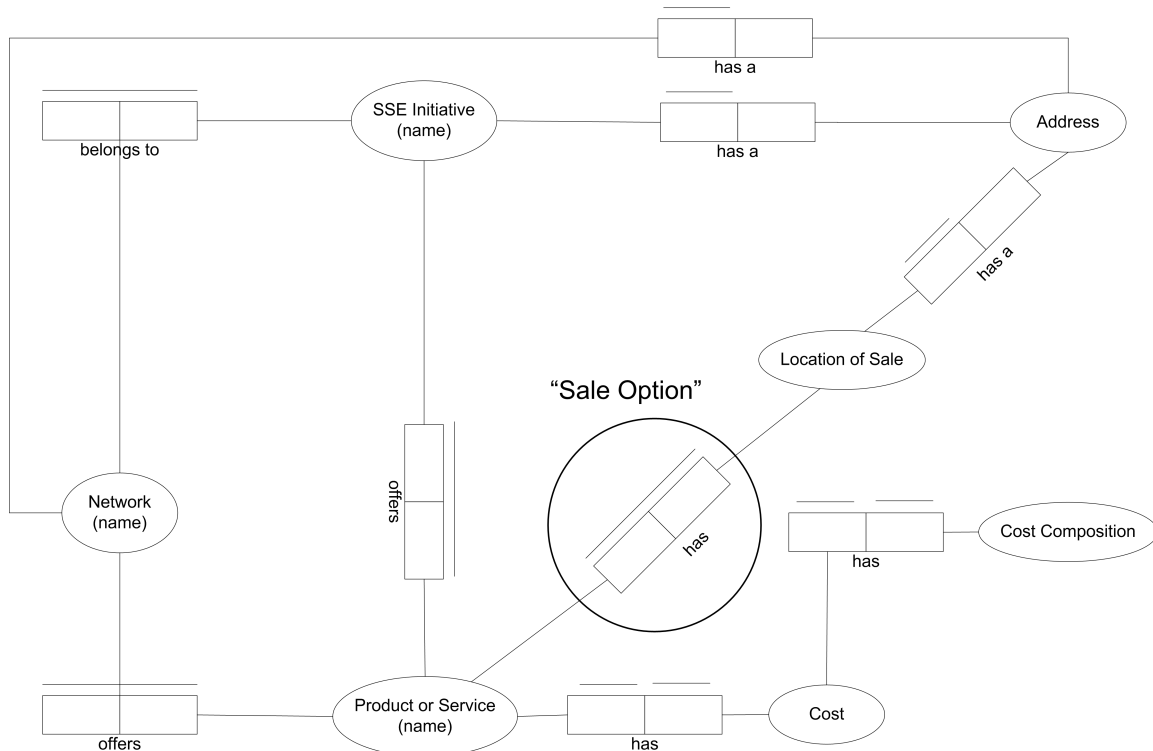 has a
SSE Initiative
(name)
belongs to
has a
Address
has a
Location of Sale
“Sale Option”
offers
Network
(name)
has
has
Cost Composition
Product or Service
(name)
Cost
offers
has